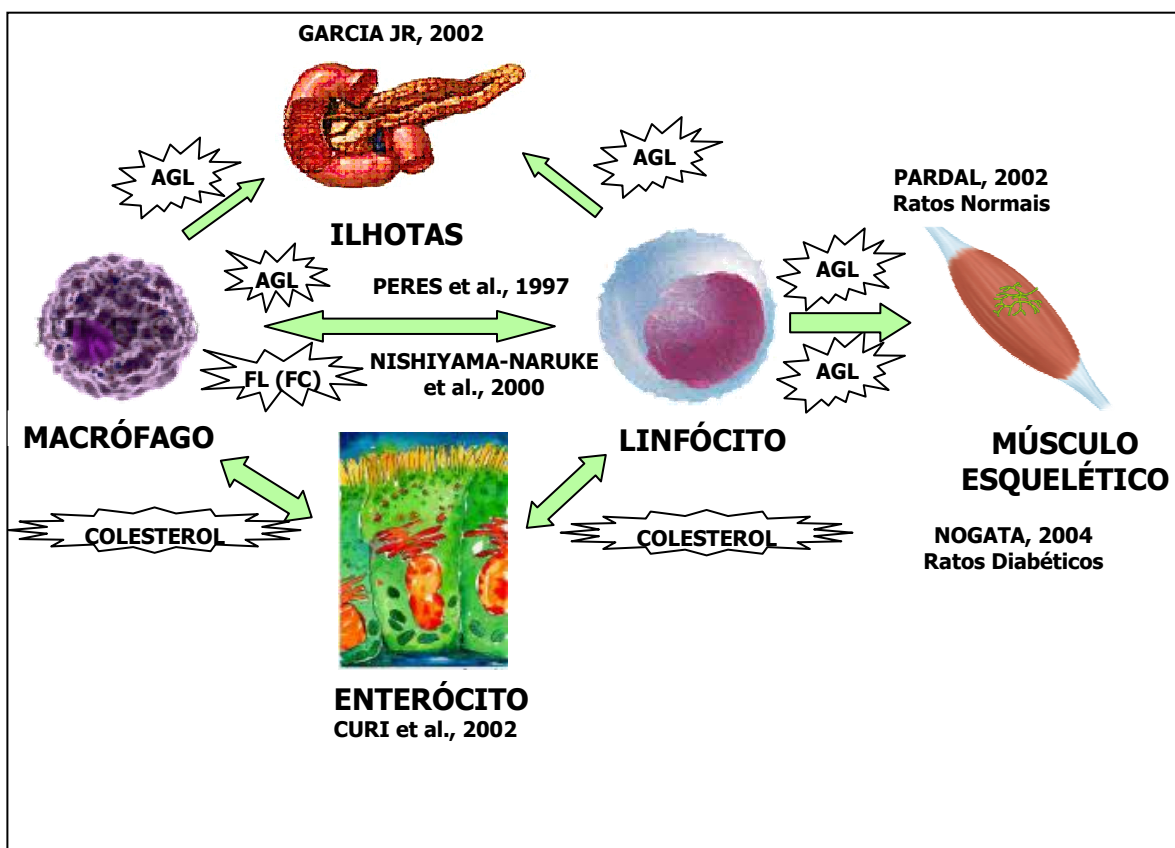 GARCIA JR, 2002
AGL
AGL
PARDAL, 2002
Ratos Normais
ILHOTAS
AGL
PERES et al., 1997
AGL
NISHIYAMA-NARUKE
et al., 2000
FL (FC)
AGL
MACRÓFAGO
LINFÓCITO
MÚSCULO
ESQUELÉTICO
COLESTEROL
COLESTEROL
NOGATA, 2004
Ratos Diabéticos
ENTERÓCITO
CURI et al., 2002